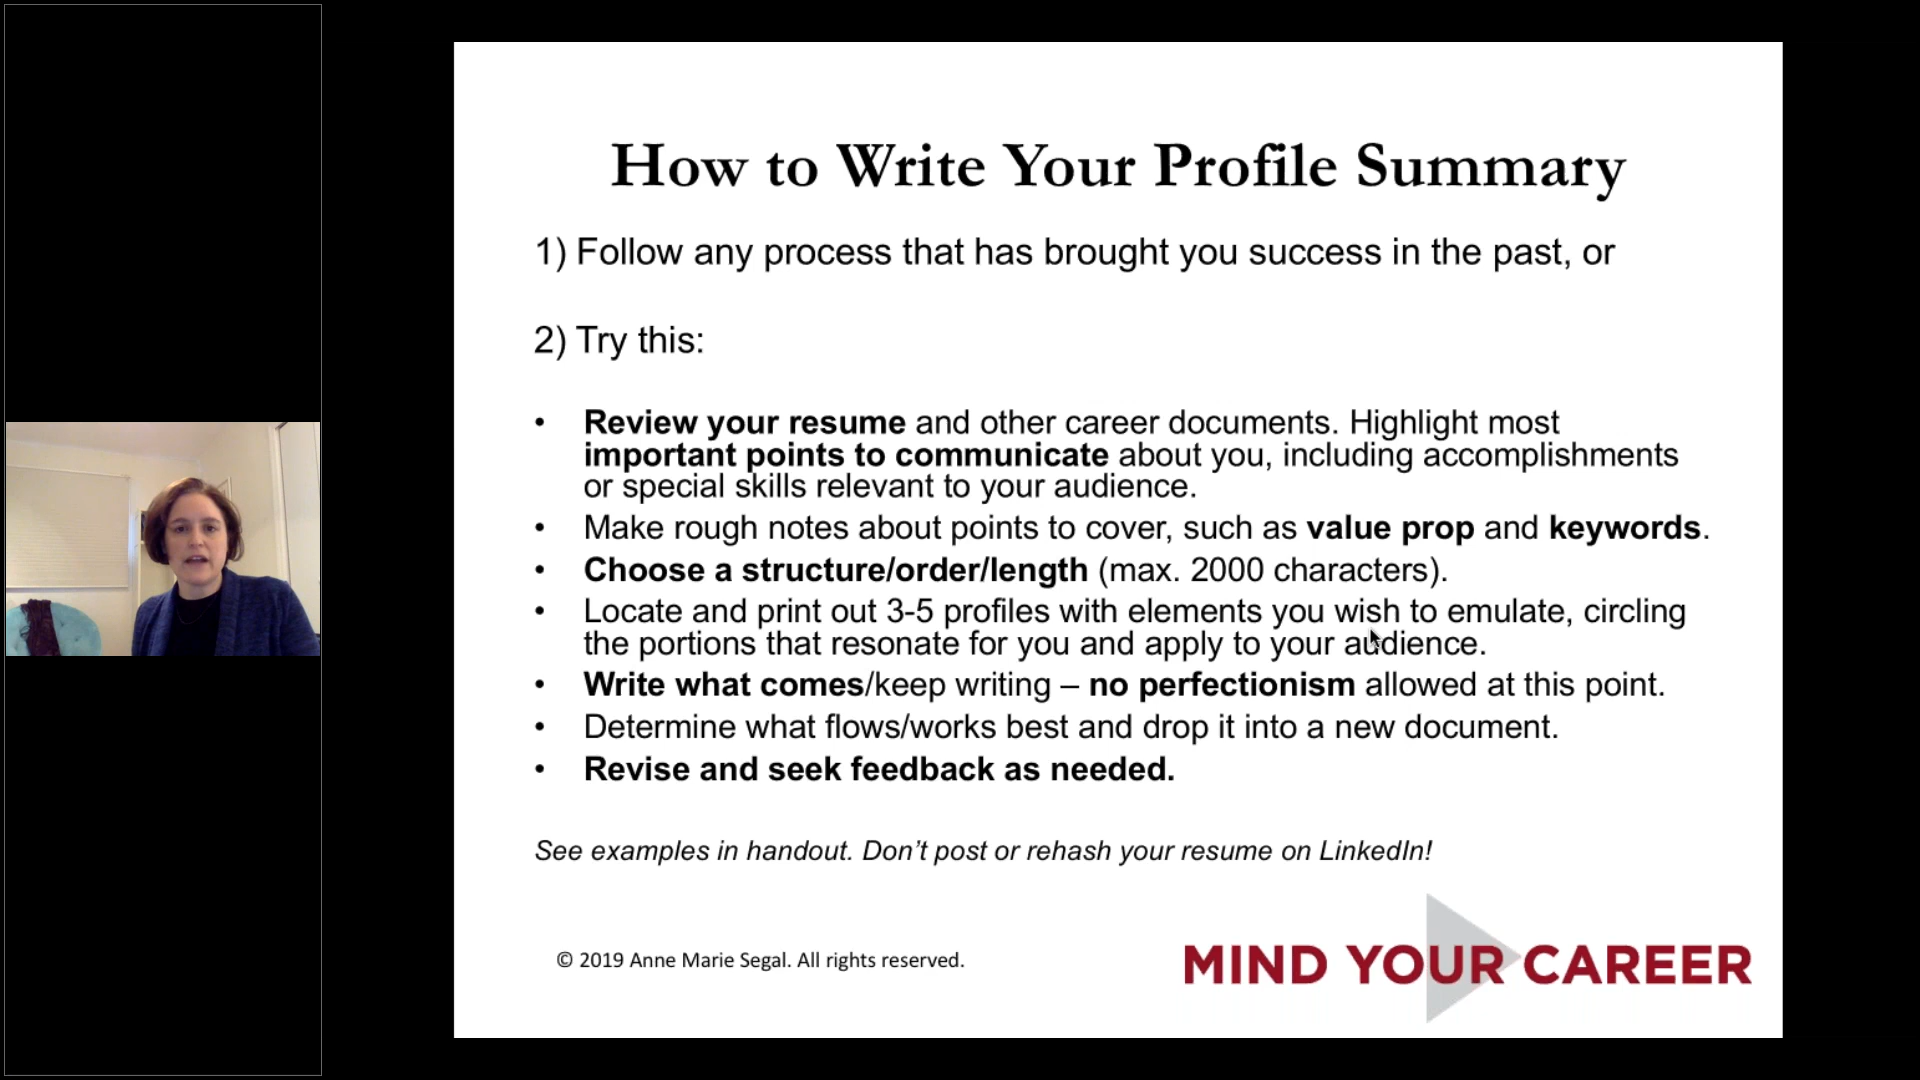 How to Write Your Profile Summary
1) Follow any process that has brought you success in the past, or
2) Try this:
• Review your resume and other career documents. Highlight most
important points to communicate about you, including accomplishments
or special skills relevant to your audience.
• Make rough notes about points to cover, such as value prop and keywords.
• Choose a structure/order/length (max. 2000 characters).
• Locate and print out 3-5 profiles with elements you wish to emulate, circling
the portions that resonate for you and apply to your audience.
• Write what comes/keep writing – no perfectionism allowed at this point.
• Determine what flows/works best and drop it into a new document.
• Revise and seek feedback as needed.
See examples in handout. Don’t post or rehash your resume on LinkedIn!
© 2019 Anne Marie Segal. All rights reserved.
MIND YOUR CAREER